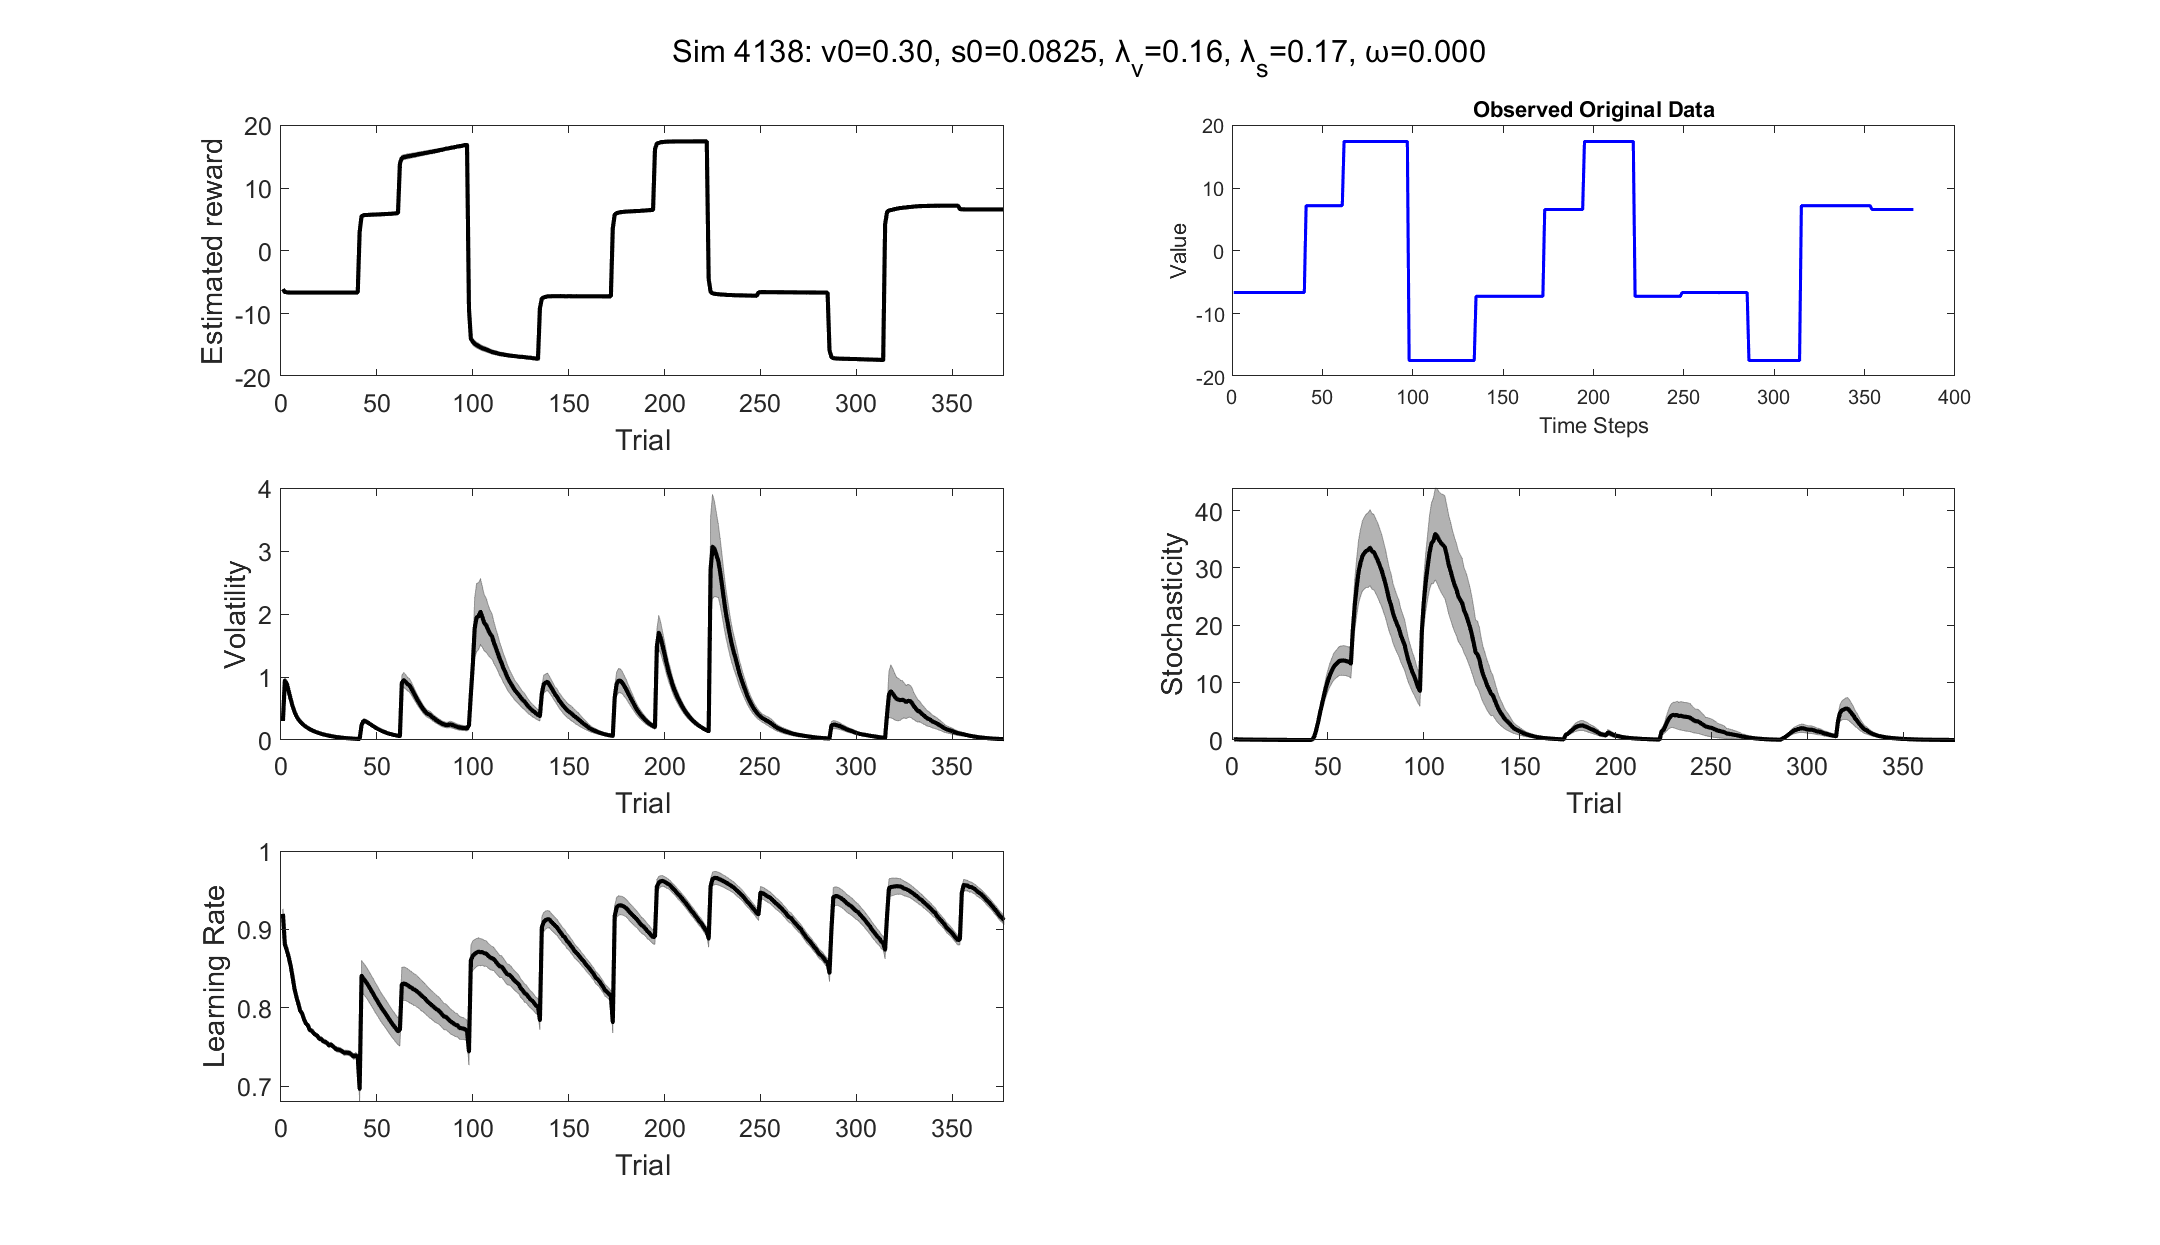 Sim 4138: v0=0.30, s0=0.0825, λv=0.16, λs=0.17, ω=0.000
Estimated reward
20
10
0
-10
-20
0 50 100 150 200 250 300 350
Trial
Observed Original Data
Value
20
10
0
-10
-20
0 50 100 150 200 250 300 350 400
Time Steps
Volatility
4
3
2
1
0
0 50 100 150 200 250 300 350
Trial
Stochasticity
40
30
20
10
0
0 50 100 150 200 250 300 350
Trial
Learning Rate
1
0.9
0.8
0.7
0 50 100 150 200 250 300 350
Trial